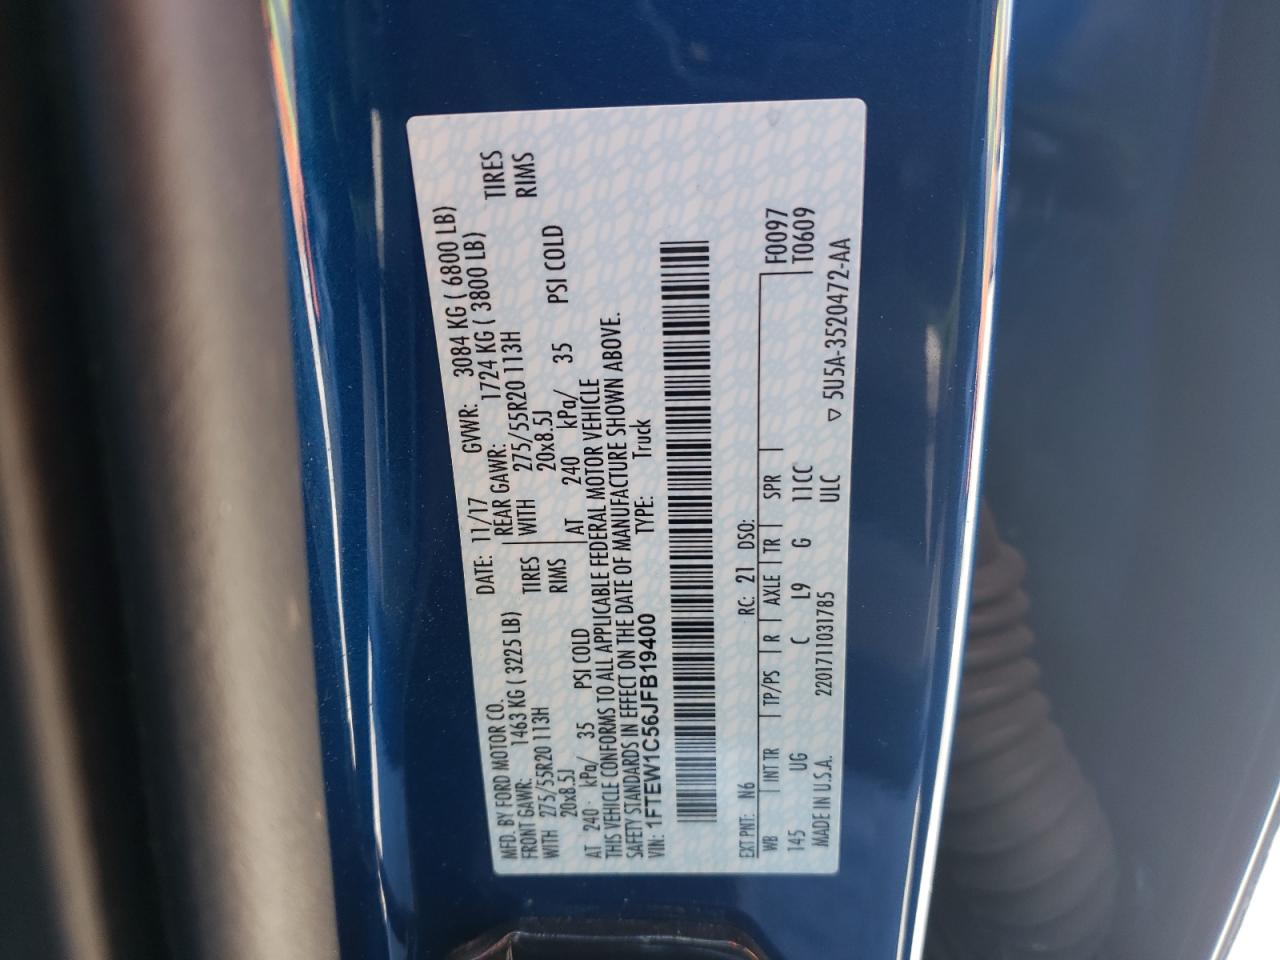 MFD. BY FORD MOTOR CO.
DATE: 11/17 GVWR: 3084 KG ( 6800 LB)
FRONT GAWR: 1463 KG ( 3225 LB) REAR GAWR: 1724 KG ( 3800 LB)
WITH 275/55R20 113H TIRES WITH 275/55R20 113H TIRES
20x8.5J RIMS 20x8.5J RIMS
AT 240 kPa/ 35 PSI COLD AT 240 kPa/ 35 PSI COLD
THIS VEHICLE CONFORMS TO ALL APPLICABLE FEDERAL MOTOR VEHICLE
SAFETY STANDARDS IN EFFECT ON THE DATE OF MANUFACTURE SHOWN ABOVE.
VIN: 1FTEW1C56JFB19400 TYPE: Truck
EXT PNT: N6 RC: 21 DSO:
WB INT TR TP/PS R AXLE TR SPR F0097
145 UG C L9 G 11CC T0609
ULC
MADE IN U.S.A. 2201711031785 ▽ 5U5A-3520472-AA